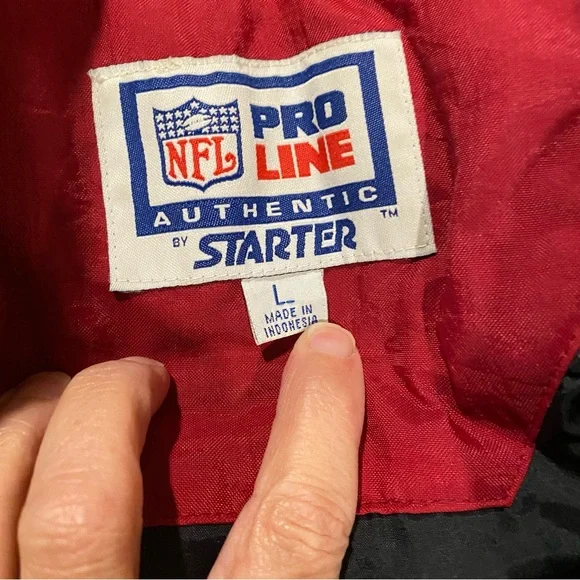 NFL
PRO
LINE
AUTHENTIC
BY STARTER TM
L
MADE IN
INDONESIA